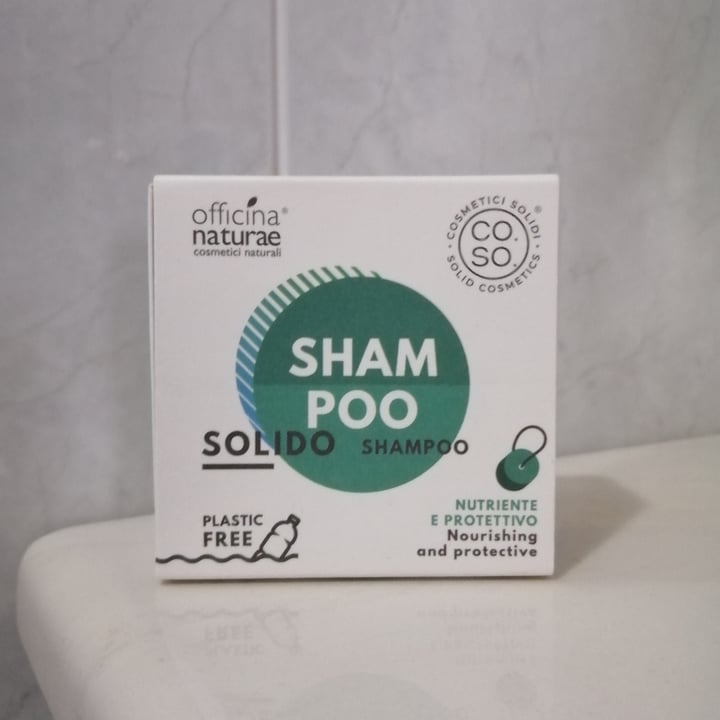 officina®
naturae
cosmetici naturali
COSMETICI SOLIDI ®
CO.
SO.
SOLID COSMETICS
SHAM
POO
SOLIDO SHAMPOO
PLASTIC
FREE
NUTRIENTE
E PROTETTIVO
Nourishing
and protective